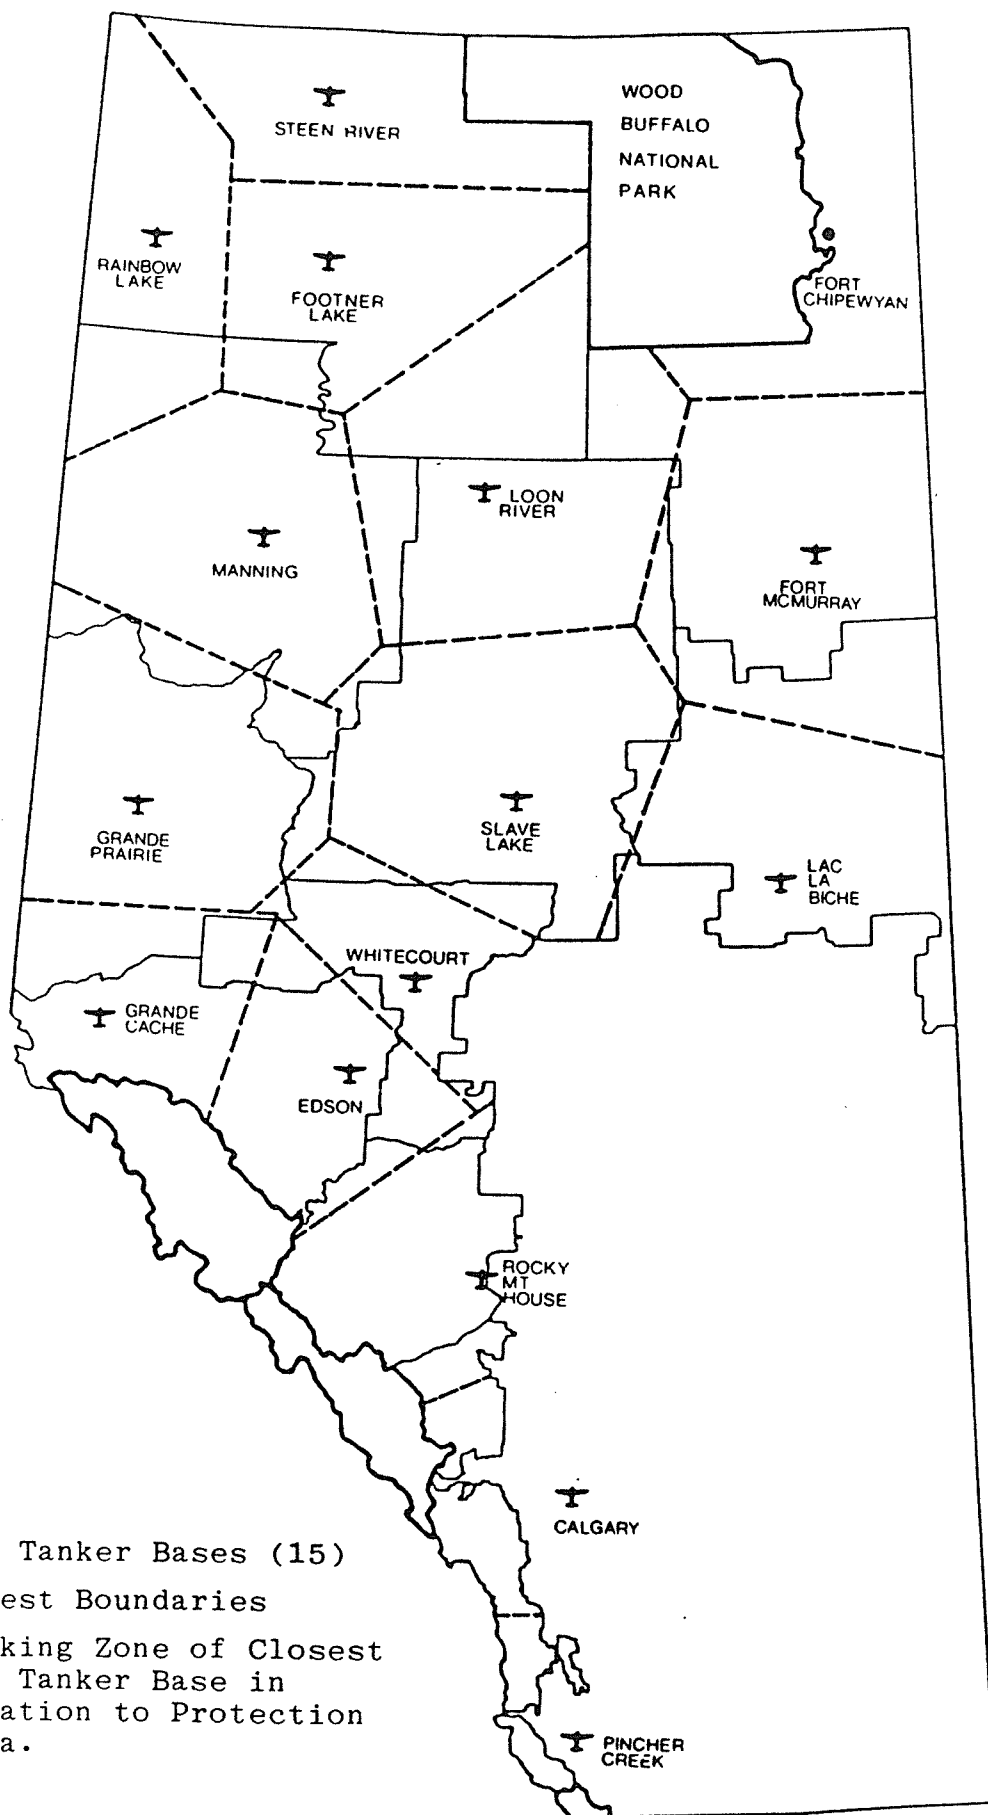 WOOD
BUFFALO
NATIONAL
PARK
STEEN RIVER
RAINBOW
LAKE
FOOTNER
LAKE
FORT
CHIPEWYAN
LOON
RIVER
MANNING
FORT
MCMURRAY
GRANDE
PRAIRIE
SLAVE
LAKE
LAC
LA
BICHE
WHITECOURT
GRANDE
CACHE
EDSON
ROCKY
MT
HOUSE
CALGARY
PINCHER
CREEK
Tanker Bases (15)
est Boundaries
king Zone of Closest
Tanker Base in
ation to Protection
a.